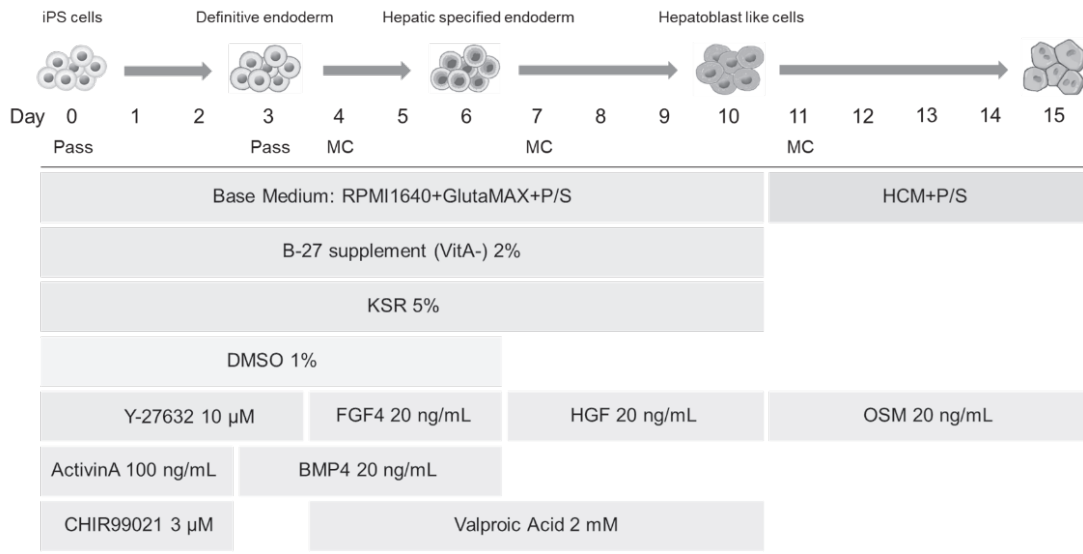 iPS cells Definitive endoderm Hepatic specified endoderm Hepatoblast like cells
Day 0 1 2 3 4 5 6 7 8 9 10 11 12 13 14 15
Pass Pass MC MC MC
Base Medium: RPMI1640+GlutaMAX+P/S HCM+P/S
B-27 supplement (VitA-) 2%
KSR 5%
DMSO 1%
Y-27632 10 μM FGF4 20 ng/mL HGF 20 ng/mL OSM 20 ng/mL
ActivinA 100 ng/mL BMP4 20 ng/mL
CHIR99021 3 μM Valproic Acid 2 mM